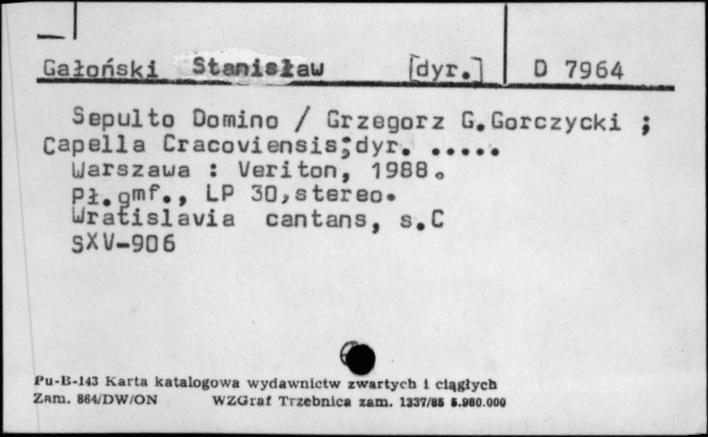 Gałoński Stanisław [dyr.] D 7964
Sepulto Domino / Grzegorz G.Gorczycki ;
Capella Cracoviensis;dyr. .....
Warszawa : Veriton, 1988.
Pł.gmf., LP 30,stereo.
Wratislavia cantans, s.C
SXV-906
Pu-B-143 Karta katalogowa wydawnictw zwartych i ciągłych
Zam. 864/DW/ON WZGraf Trzebnica zam. 1337/85 5.980.000